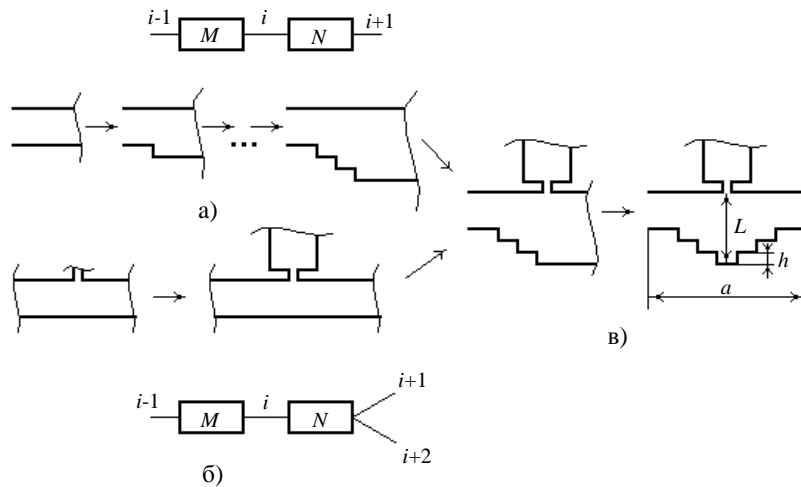 i-1 M i N i+1
а)
L
h
a
в)
i-1 M i N i+1
i+2
б)